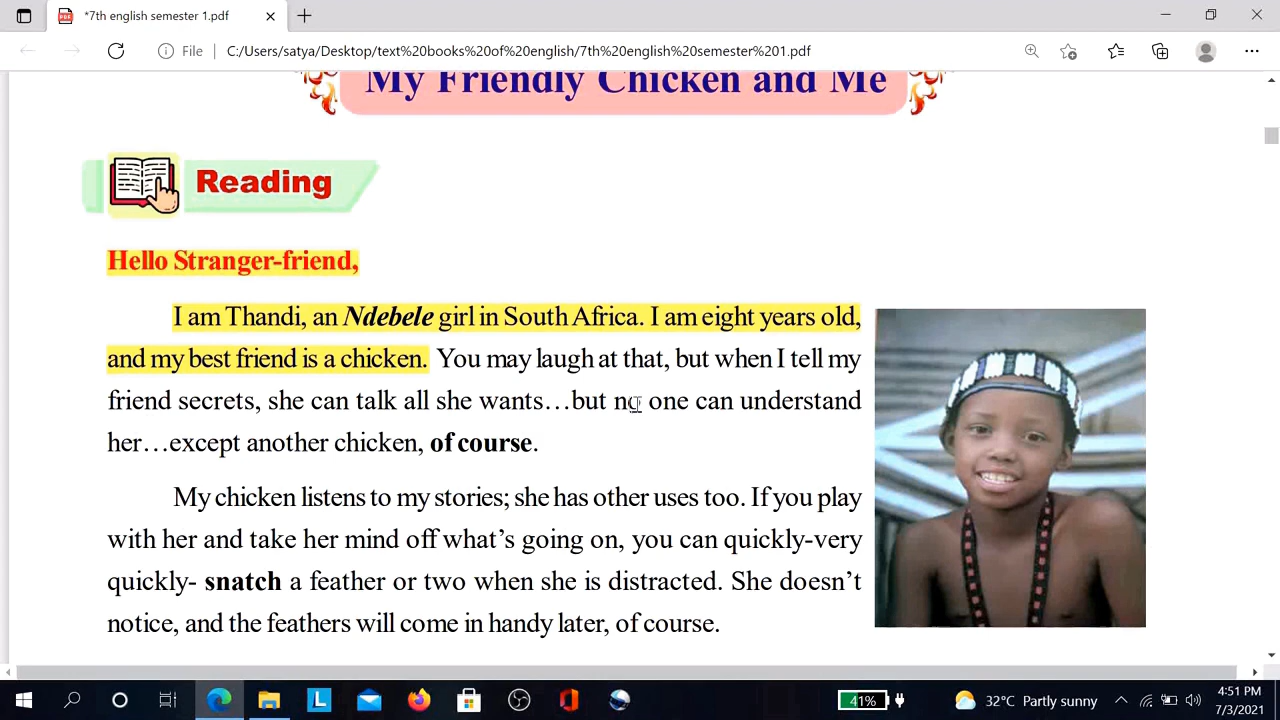 *7th english semester 1.pdf
File C:/Users/satya/Desktop/text%20books%20of%20english/7th%20english%20semester%201.pdf
My Friendly Chicken and Me
Reading
Hello Stranger-friend,
I am Thandi, an Ndebele girl in South Africa. I am eight years old,
and my best friend is a chicken. You may laugh at that, but when I tell my
friend secrets, she can talk all she wants…but no one can understand
her…except another chicken, of course.
My chicken listens to my stories; she has other uses too. If you play
with her and take her mind off what's going on, you can quickly-very
quickly- snatch a feather or two when she is distracted. She doesn't
notice, and the feathers will come in handy later, of course.
41% 32°C Partly sunny 4:51 PM
7/3/2021